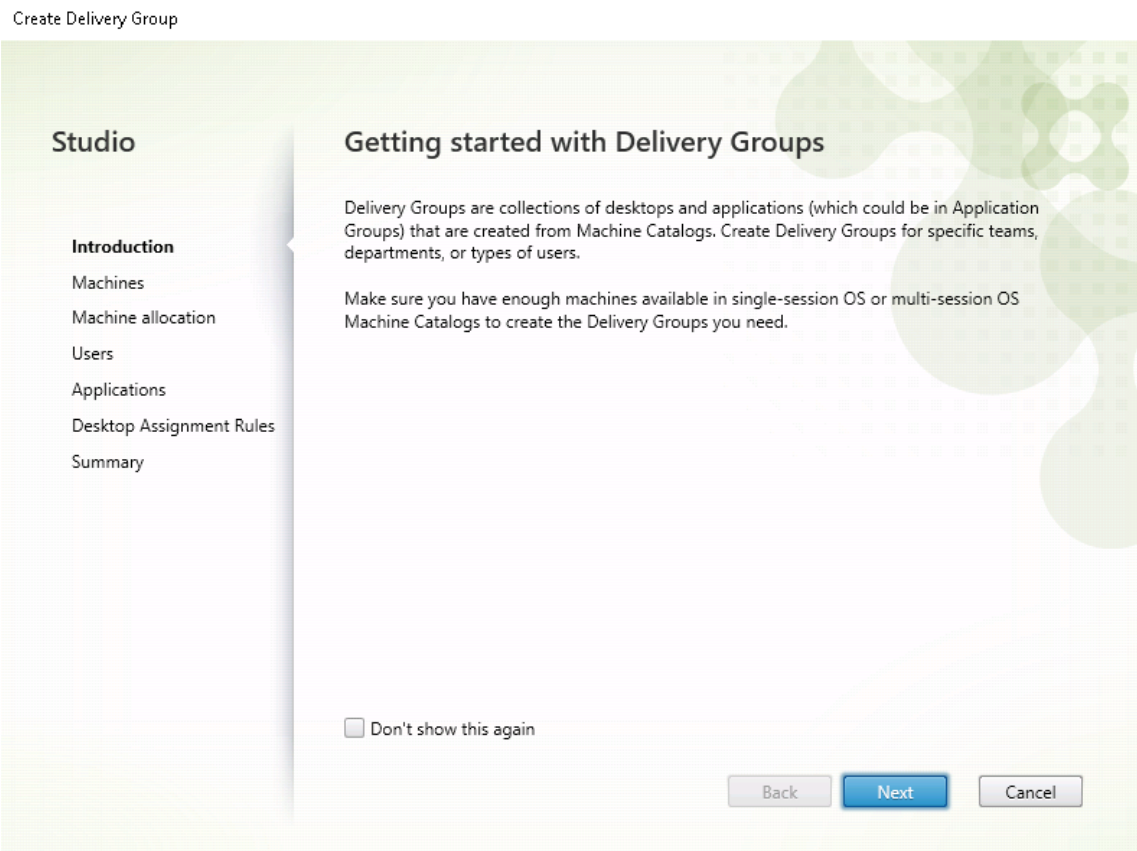 Create Delivery Group
Studio
Introduction
Machines
Machine allocation
Users
Applications
Desktop Assignment Rules
Summary
Getting started with Delivery Groups
Delivery Groups are collections of desktops and applications (which could be in Application
Groups) that are created from Machine Catalogs. Create Delivery Groups for specific teams,
departments, or types of users.
Make sure you have enough machines available in single-session OS or multi-session OS
Machine Catalogs to create the Delivery Groups you need.
Don't show this again
Back
Next
Cancel